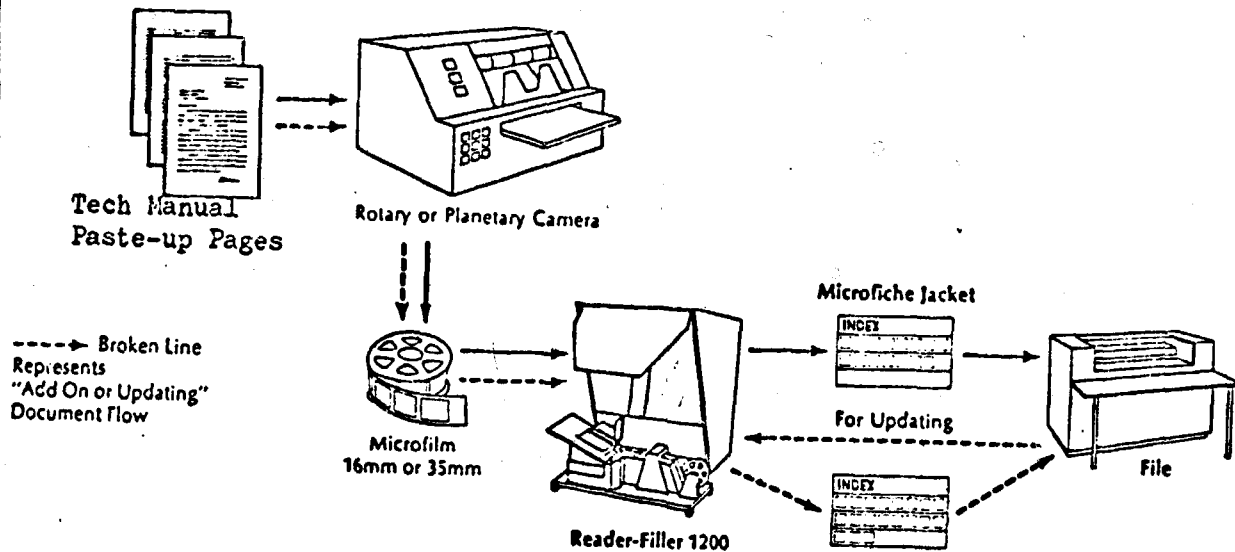 Tech Manual
Paste-up Pages
Rotary or Planetary Camera
Microfiche Jacket
INDEX
Broken Line
Represents
"Add On or Updating"
Document Flow
For Updating
Microfilm
16mm or 35mm
File
INDEX
Reader-Filler 1200